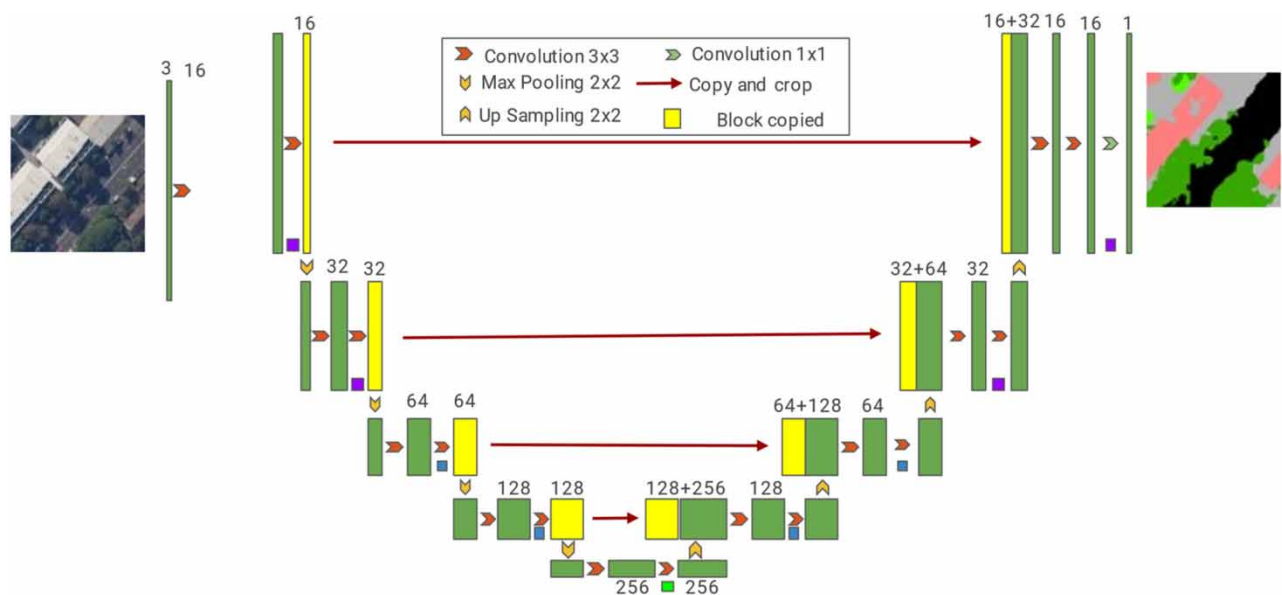 16
16+32 16 16 1
Convolution 3x3
Convolution 1x1
Max Pooling 2x2
Copy and crop
Up Sampling 2x2
Block copied
3 16
32 32
32+64 32
64 64
64+128 64
128 128
128+256 128
256 256